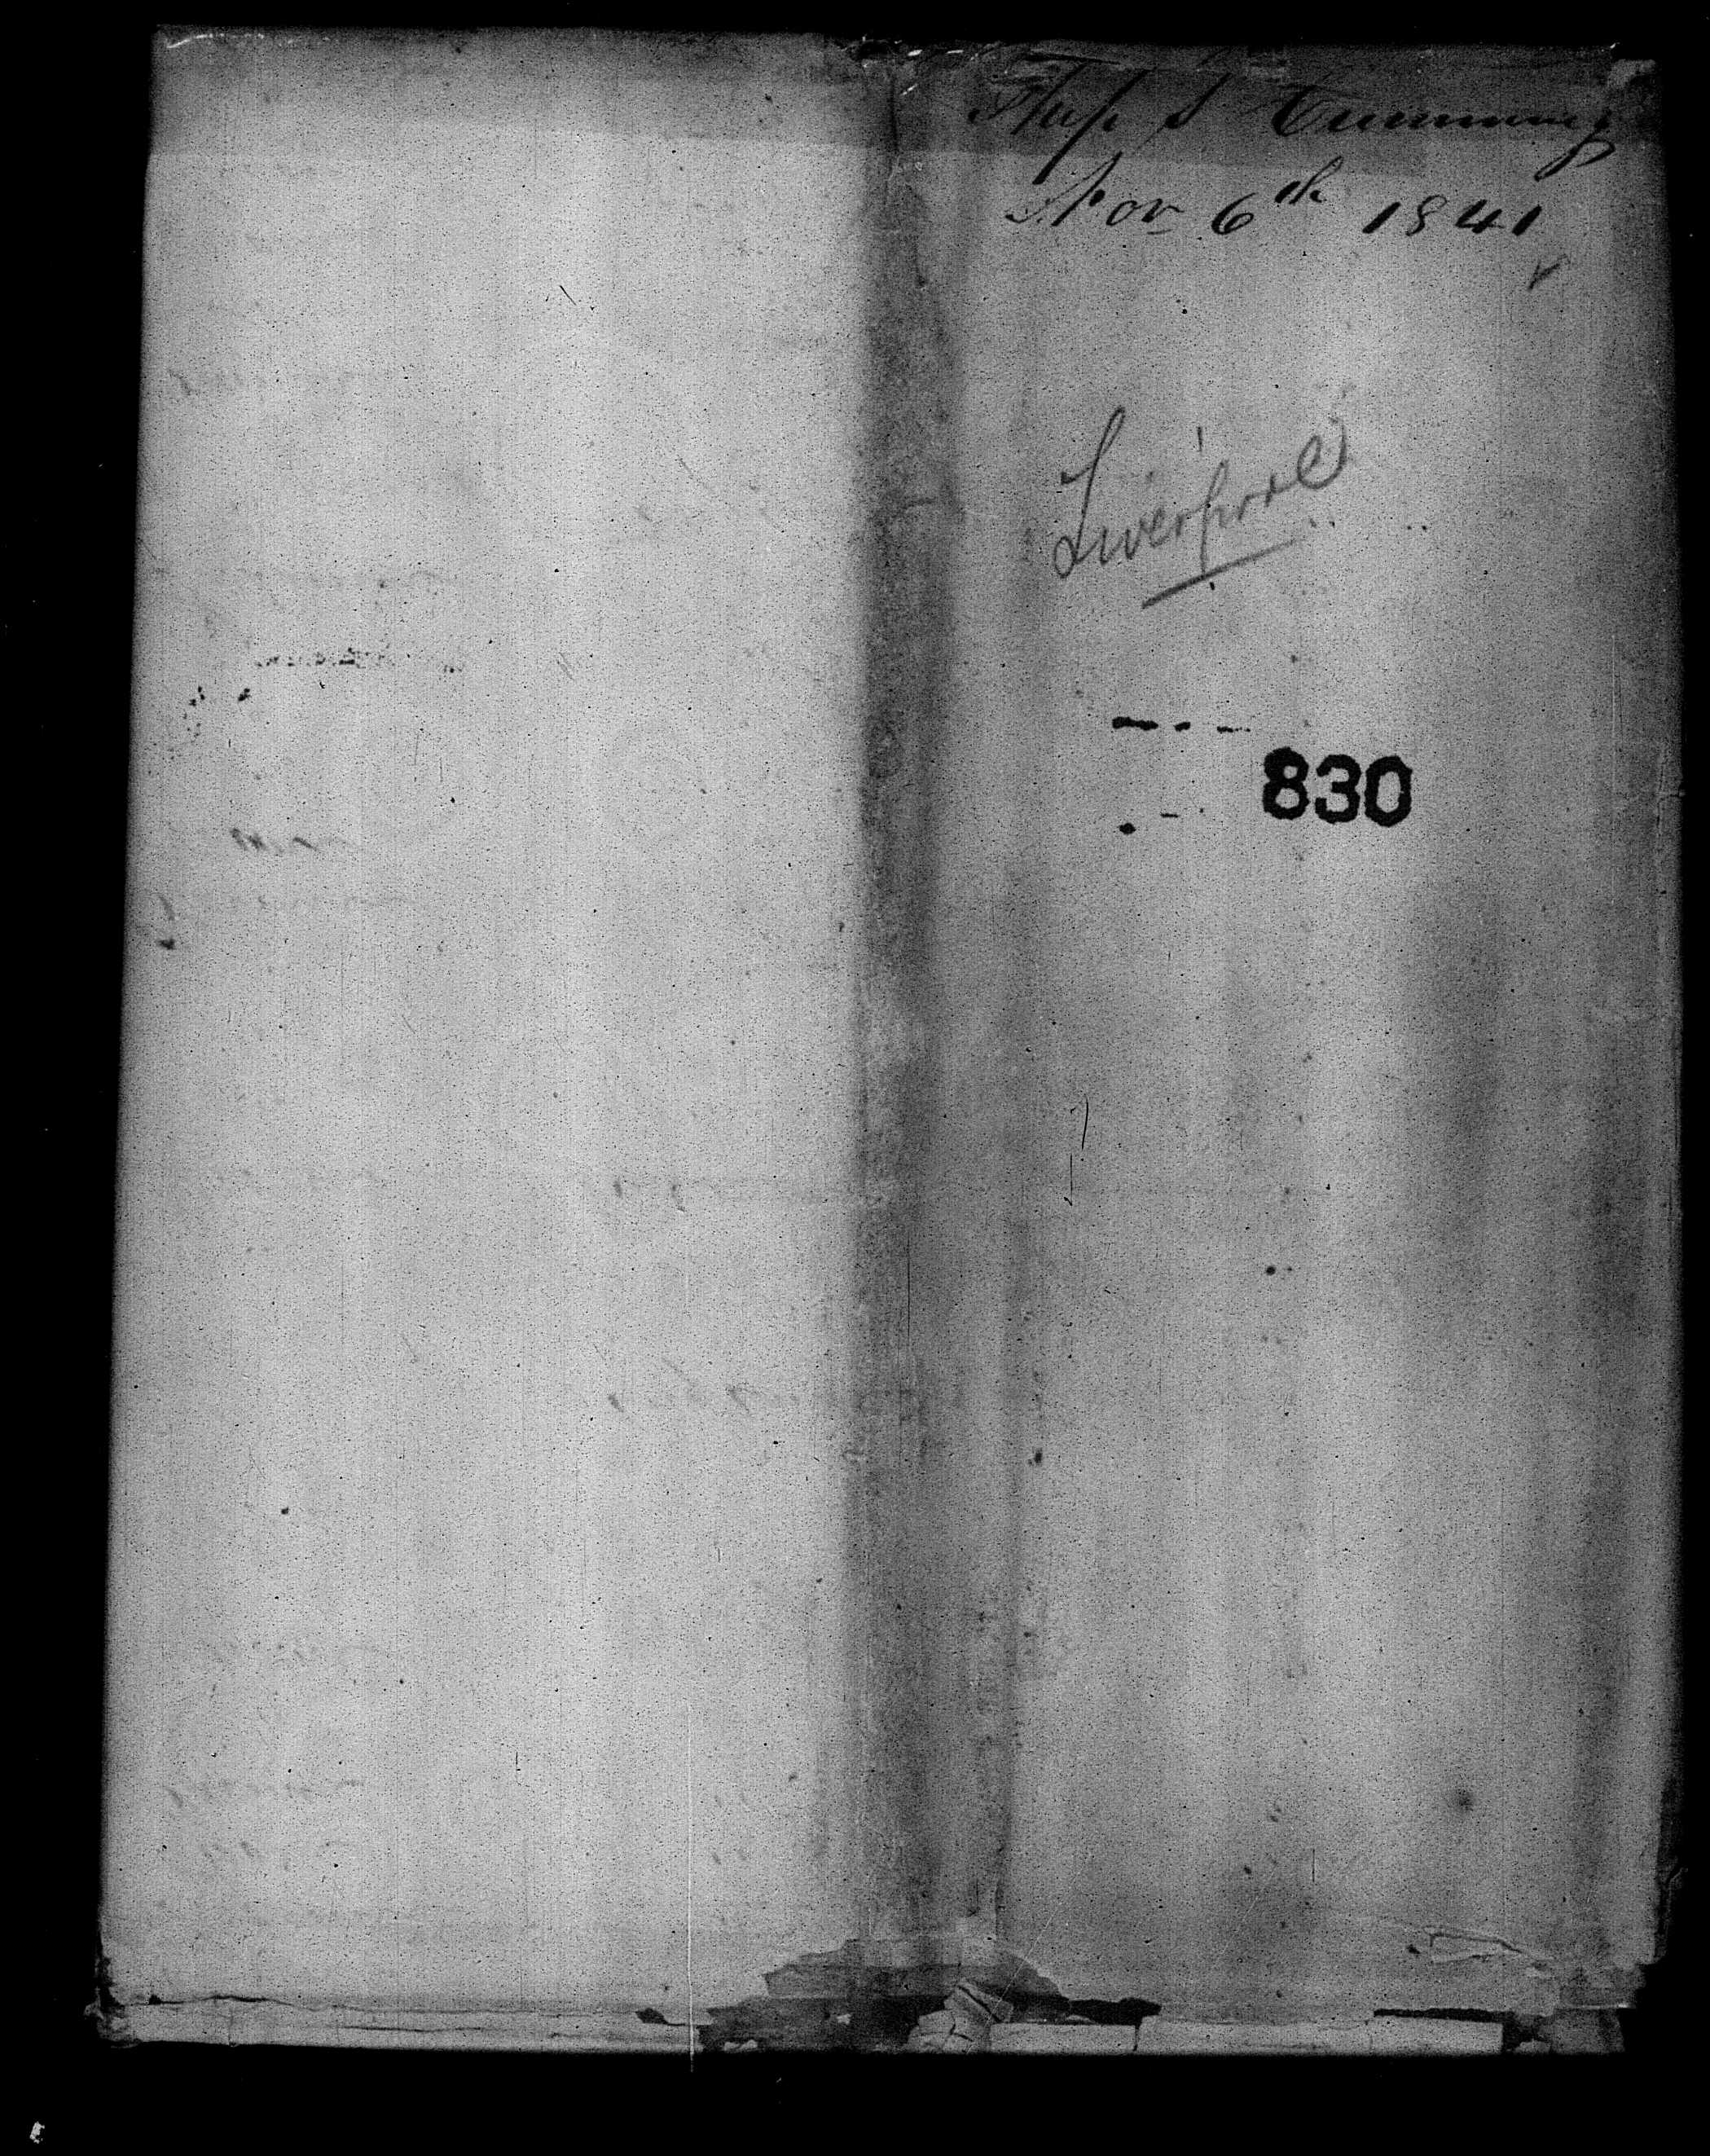 Ship S Cumming
Nov 6th 1841
Liverpool
830